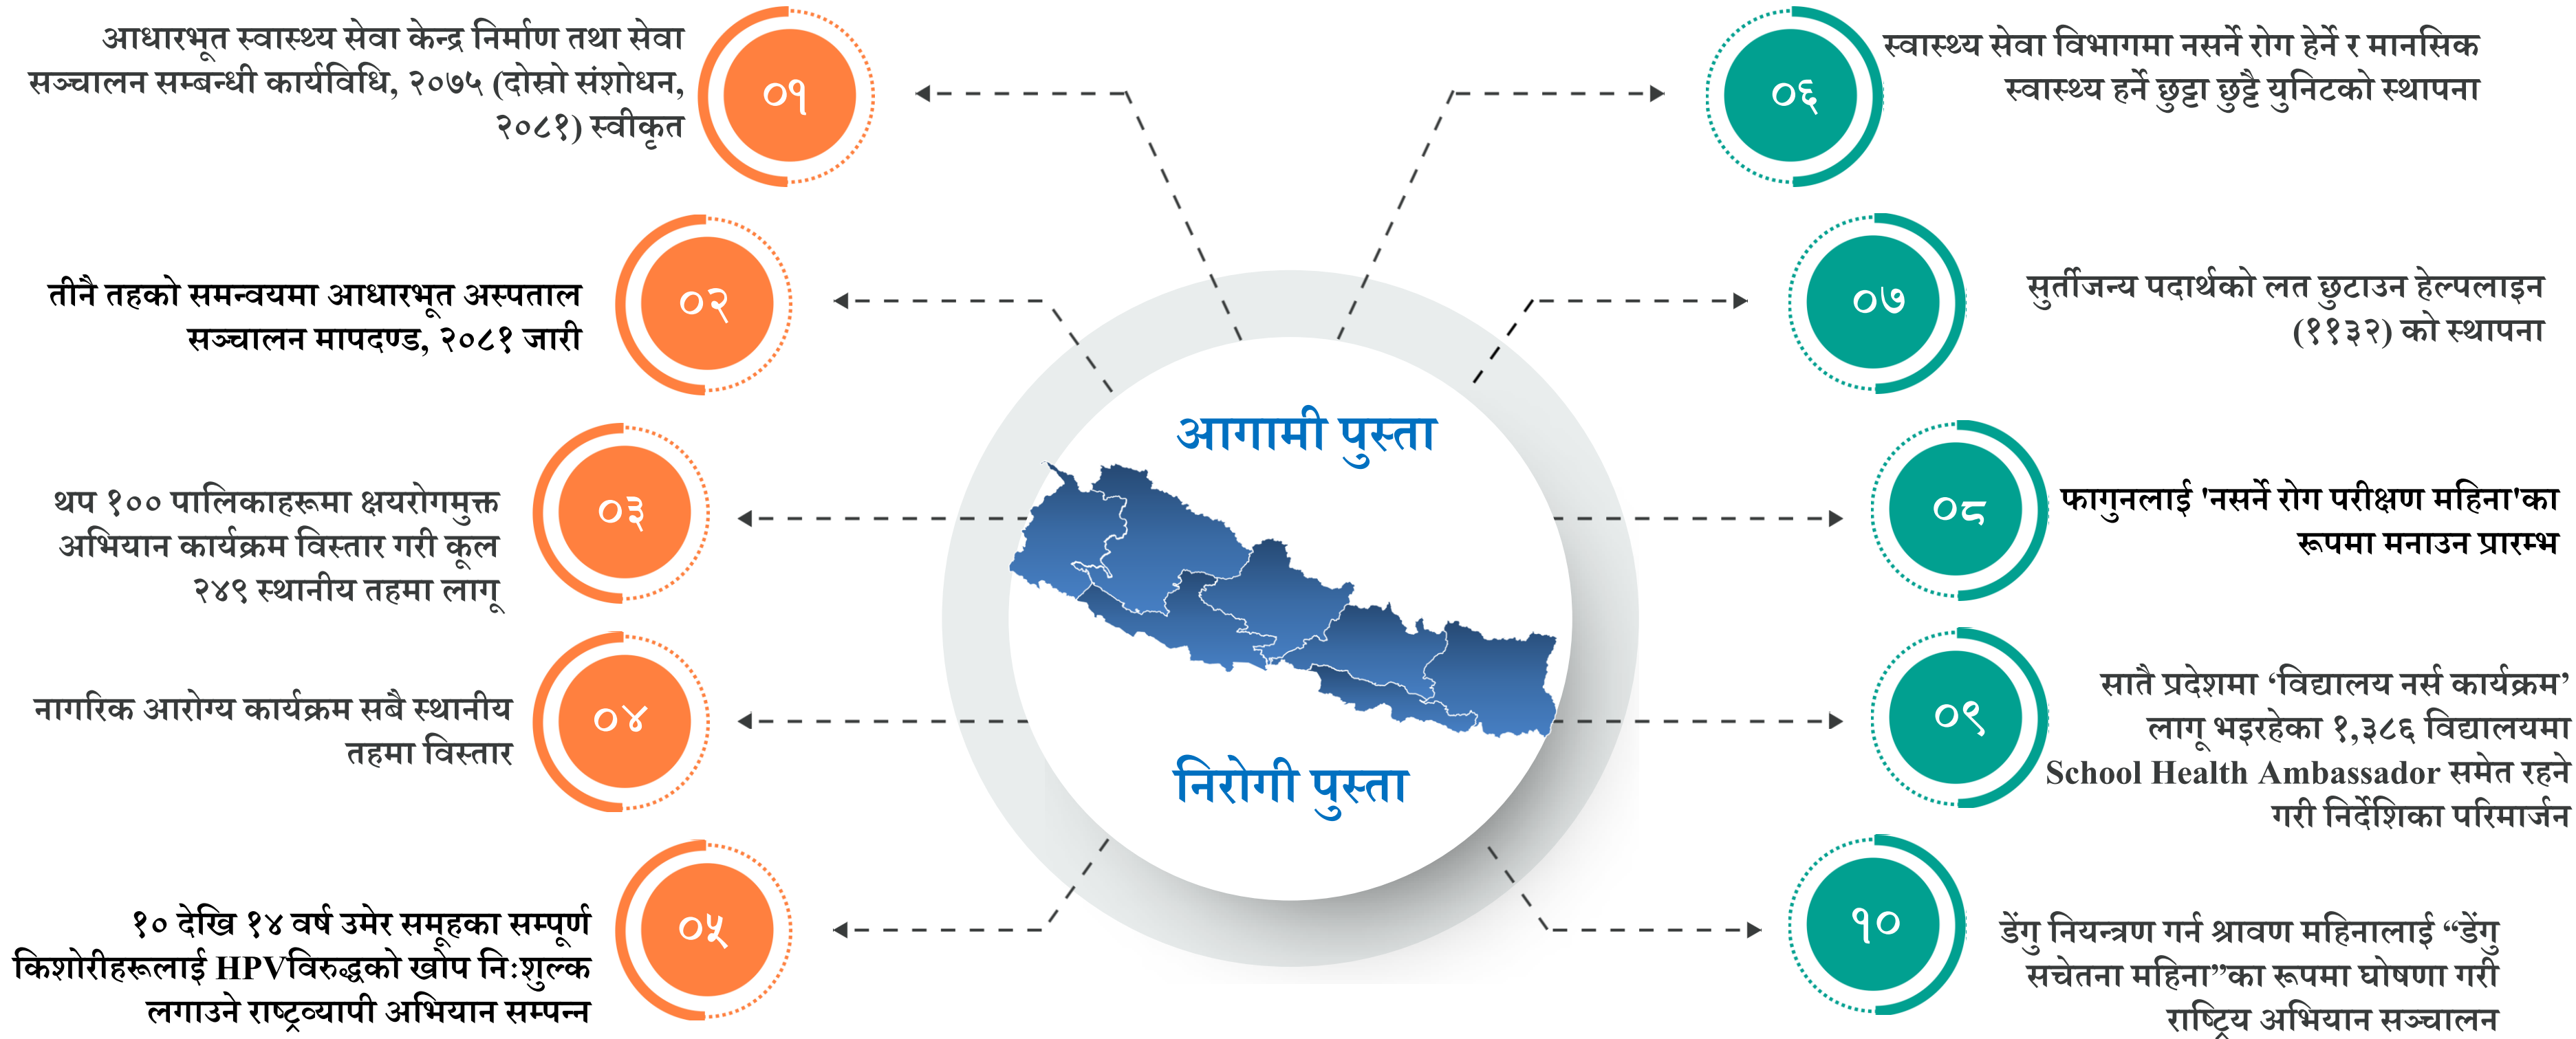 आधारभूत स्वास्थ्य सेवा केन्द्र निर्माण तथा सेवा
सञ्चालन सम्बन्धी कार्यविधि, २०७५ (दोस्रो संशोधन,
२०८१) स्वीकृत
०१
तीनै तहको समन्वयमा आधारभूत अस्पताल
सञ्चालन मापदण्ड, २०८१ जारी
०२
थप १०० पालिकाहरूमा क्षयरोगमुक्त
अभियान कार्यक्रम विस्तार गरी कूल
२४९ स्थानीय तहमा लागू
०३
नागरिक आरोग्य कार्यक्रम सबै स्थानीय
तहमा विस्तार
०४
१० देखि १४ वर्ष उमेर समूहका सम्पूर्ण
किशोरीहरूलाई HPVविरुद्धको खोप निःशुल्क
लगाउने राष्ट्रव्यापी अभियान सम्पन्न
०५
आगामी पुस्ता
निरोगी पुस्ता
०६
स्वास्थ्य सेवा विभागमा नसर्ने रोग हेर्ने र मानसिक
स्वास्थ्य हर्ने छुट्टा छुट्टै युनिटको स्थापना
०७
सुर्तीजन्य पदार्थको लत छुटाउन हेल्पलाइन
(११३२) को स्थापना
०८
फागुनलाई 'नसर्ने रोग परीक्षण महिना'का
रूपमा मनाउन प्रारम्भ
०९
सातै प्रदेशमा ‘विद्यालय नर्स कार्यक्रम’
लागू भइरहेका १,३८६ विद्यालयमा
School Health Ambassador समेत रहने
गरी निर्देशिका परिमार्जन
१०
डेंगु नियन्त्रण गर्न श्रावण महिनालाई “डेंगु
सचेतना महिना”का रूपमा घोषणा गरी
राष्ट्रिय अभियान सञ्चालन